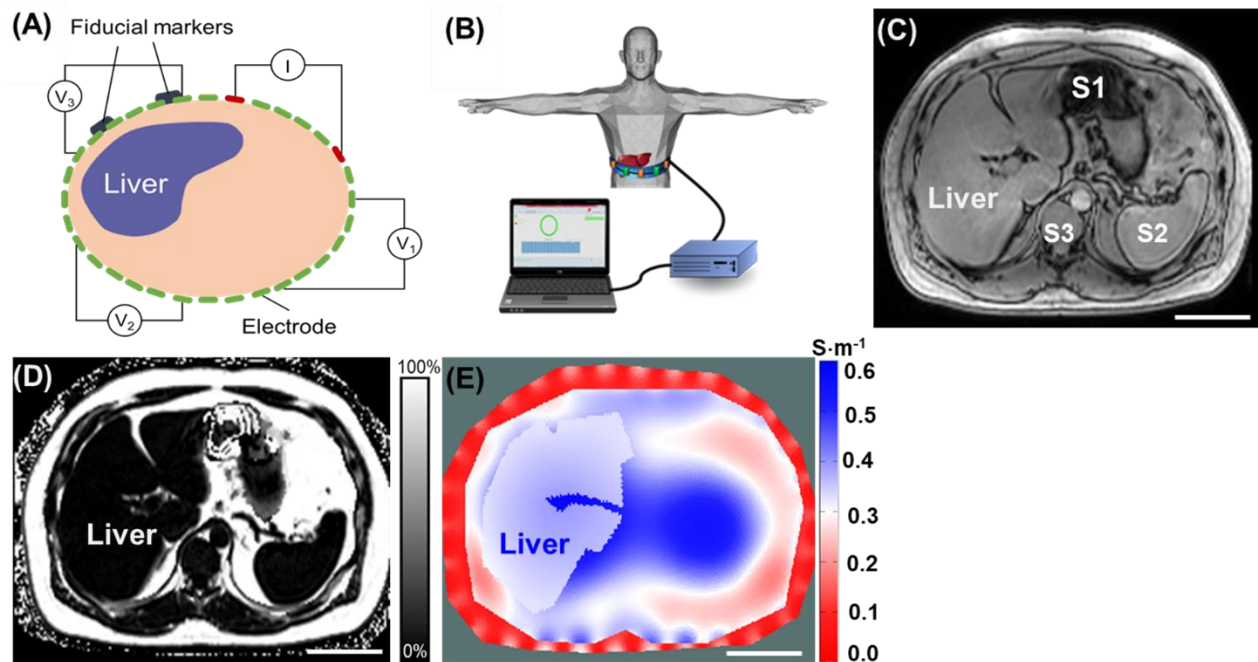 (A)
Fiducial markers
I
V3
Liver
V1
V2
Electrode
(B)
(C)
S1
Liver
S3
S2
(D)
100%
Liver
0%
(E)
Liver
S·m⁻¹
0.6
0.5
0.4
0.3
0.2
0.1
0.0